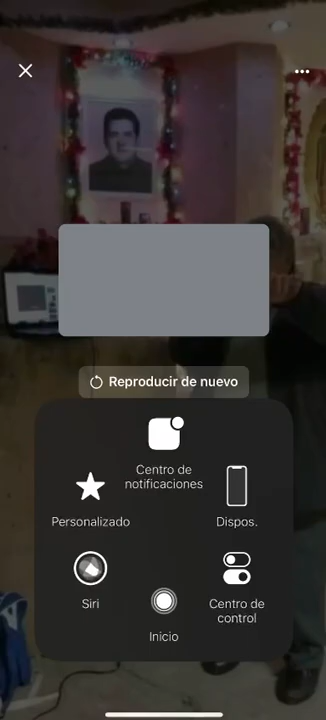 Reproducir de nuevo
Centro de
notificaciones
Personalizado
Dispos.
Siri
Centro de
control
Inicio